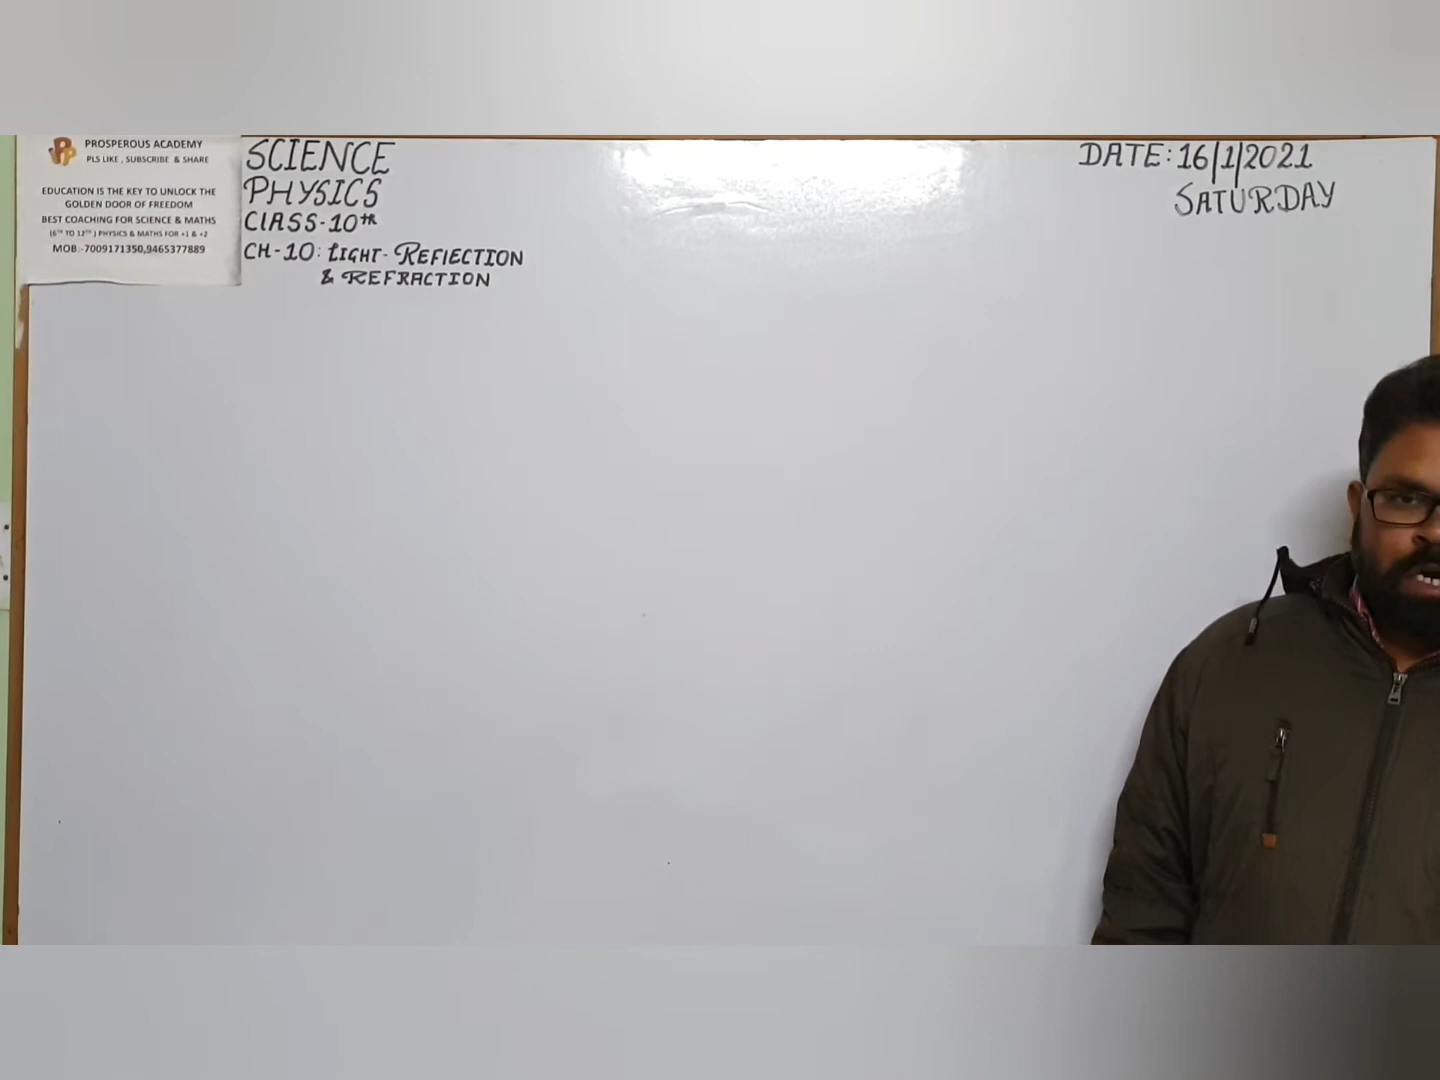 PROSPEROUS ACADEMY
PLS LIKE , SUBSCRIBE & SHARE
EDUCATION IS THE KEY TO UNLOCK THE
GOLDEN DOOR OF FREEDOM
BEST COACHING FOR SCIENCE & MATHS
(6TH TO 12TH ) PHYSICS & MATHS FOR +1 & +2
MOB:-7009171350,9465377889
SCIENCE
PHYSICS
CLASS-10th
CH-10: LIGHT- REFLECTION
& REFRACTION
DATE: 16|1|2021
SATURDAY